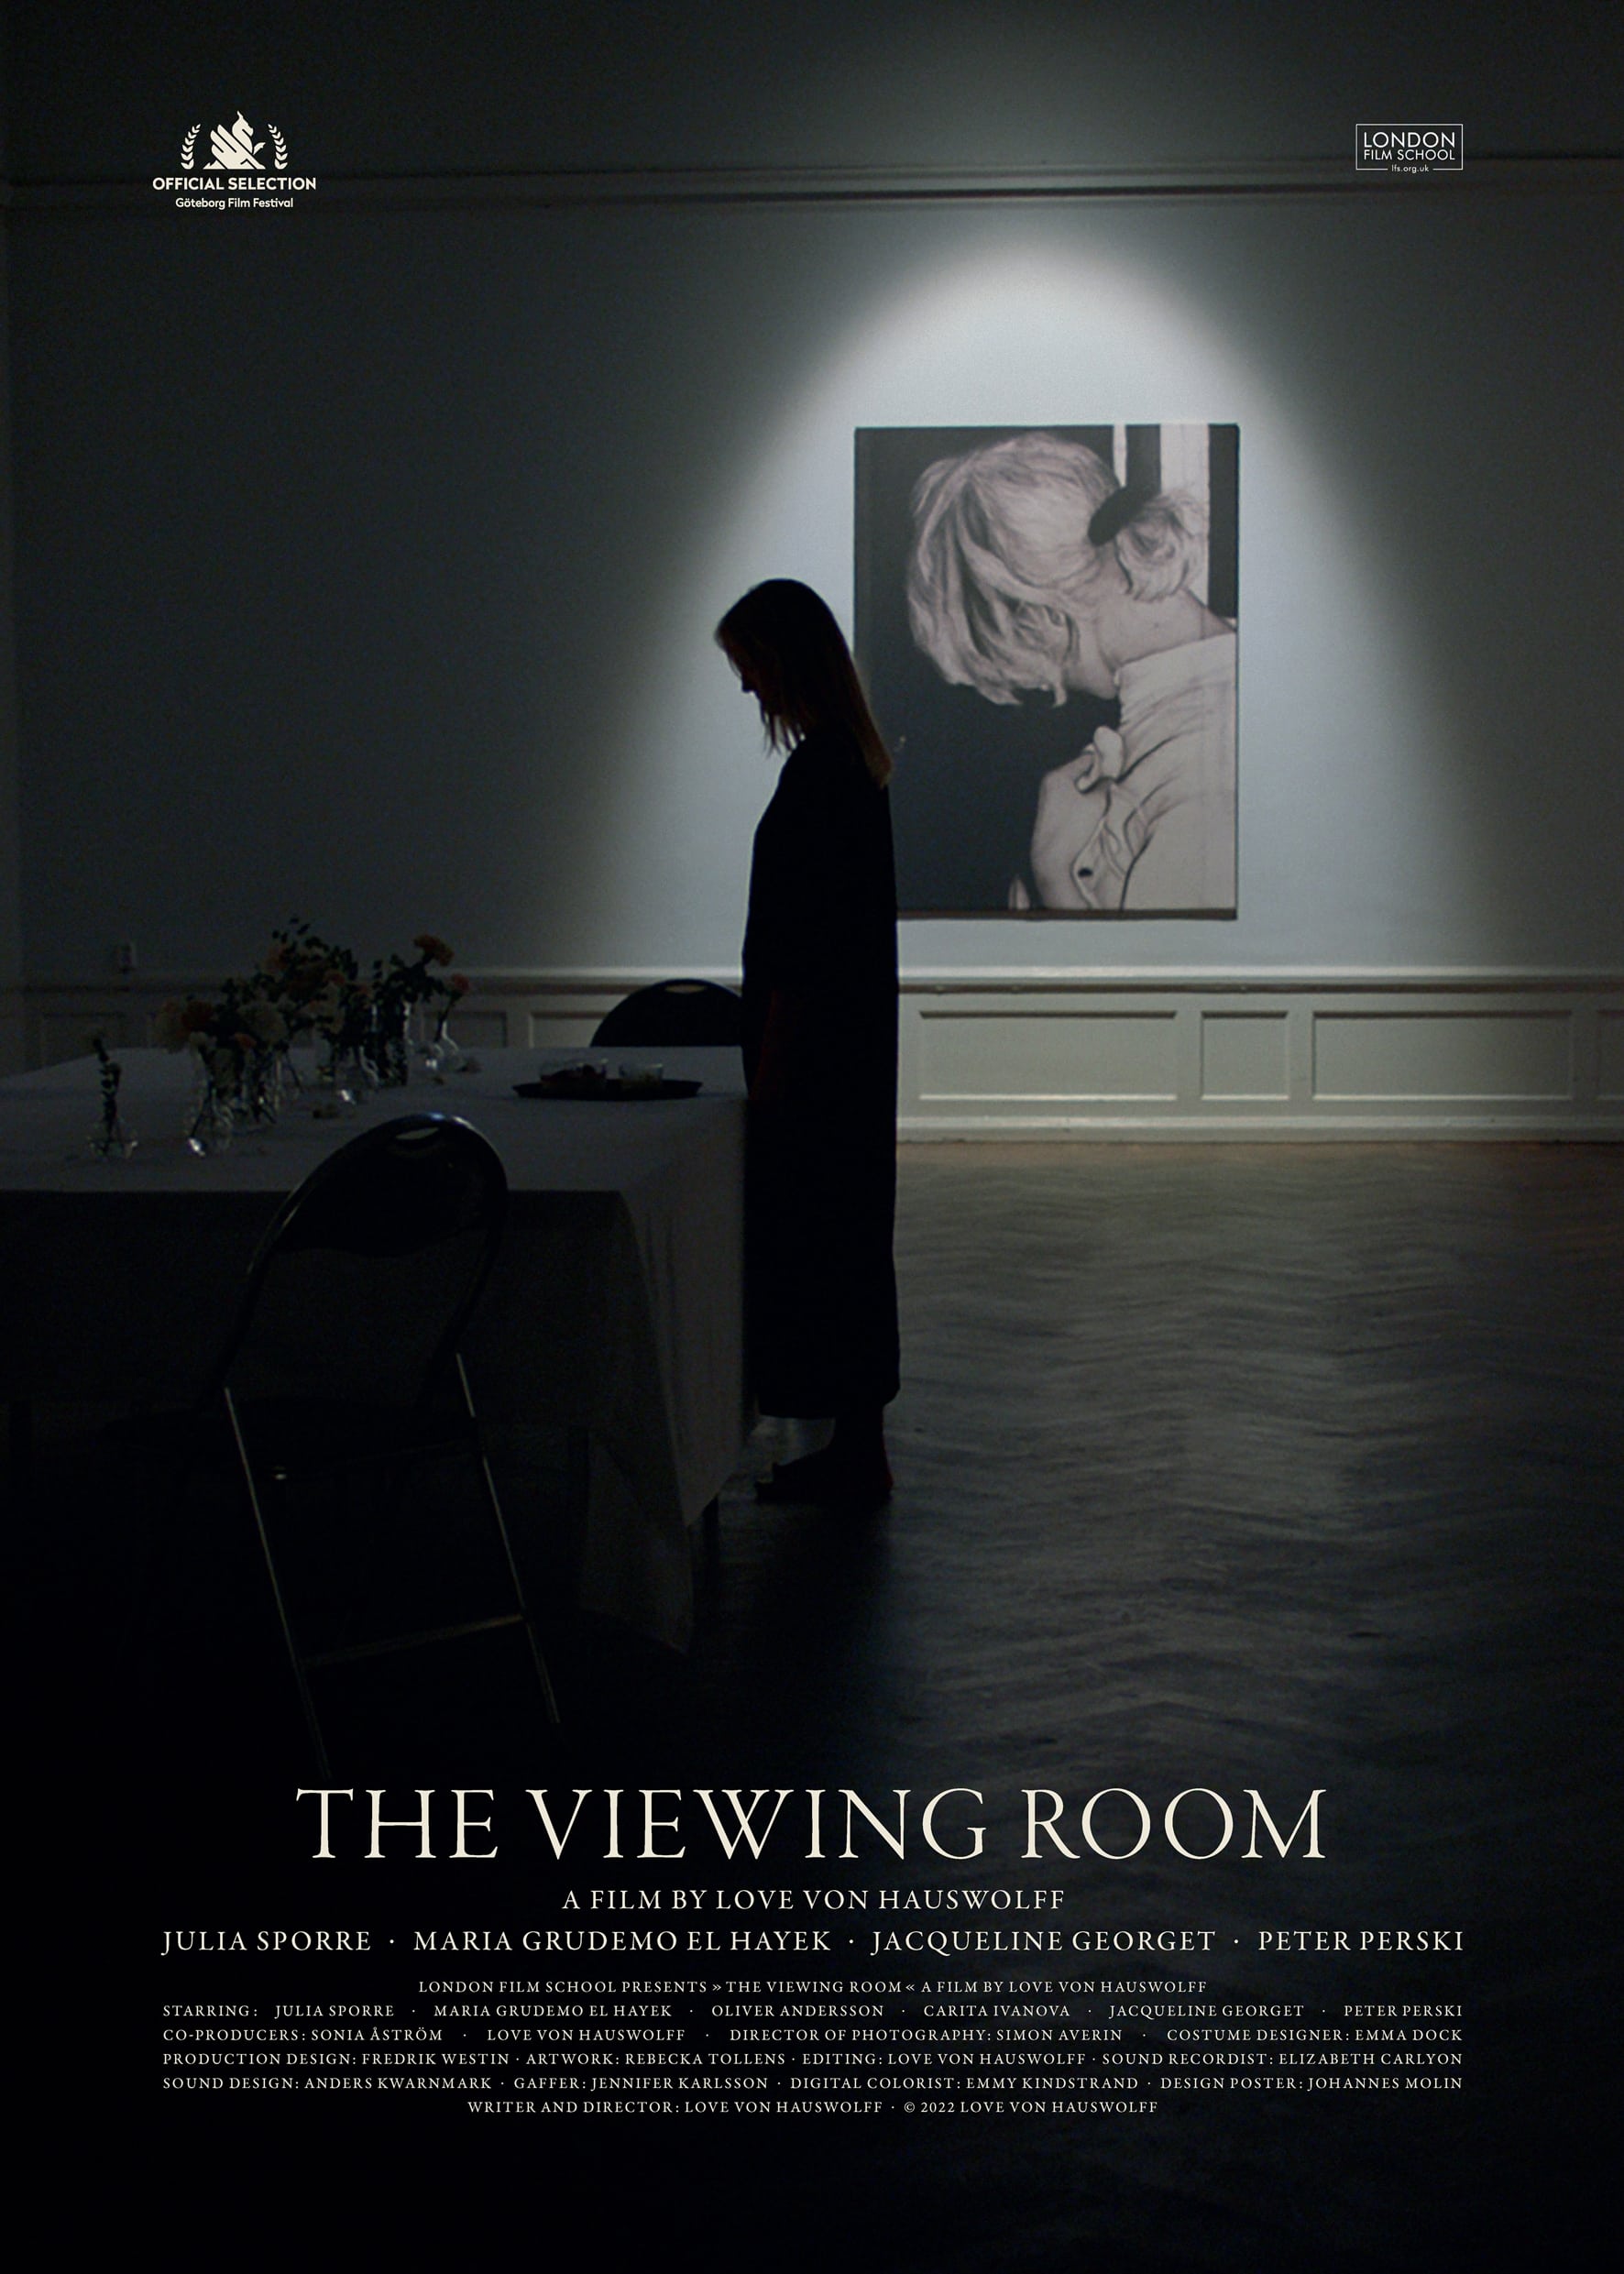 OFFICIAL SELECTION
Göteborg Film Festival
LONDON
FILM SCHOOL
lfs.org.uk
THE VIEWING ROOM
A FILM BY LOVE VON HAUSWOLFF
JULIA SPORRE · MARIA GRUDEMO EL HAYEK · JACQUELINE GEORGET · PETER PERSKI
LONDON FILM SCHOOL PRESENTS » THE VIEWING ROOM « A FILM BY LOVE VON HAUSWOLFF
STARRING: JULIA SPORRE · MARIA GRUDEMO EL HAYEK · OLIVER ANDERSSON · CARITA IVANOVA · JACQUELINE GEORGET · PETER PERSKI
CO-PRODUCERS: SONIA ÅSTRÖM · LOVE VON HAUSWOLFF · DIRECTOR OF PHOTOGRAPHY: SIMON AVERIN · COSTUME DESIGNER: EMMA DOCK
PRODUCTION DESIGN: FREDRIK WESTIN · ARTWORK: REBECKA TOLLENS · EDITING: LOVE VON HAUSWOLFF · SOUND RECORDIST: ELIZABETH CARLYON
SOUND DESIGN: ANDERS KWARNMARK · GAFFER: JENNIFER KARLSSON · DIGITAL COLORIST: EMMY KINDSTRAND · DESIGN POSTER: JOHANNES MOLIN
WRITER AND DIRECTOR: LOVE VON HAUSWOLFF · © 2022 LOVE VON HAUSWOLFF